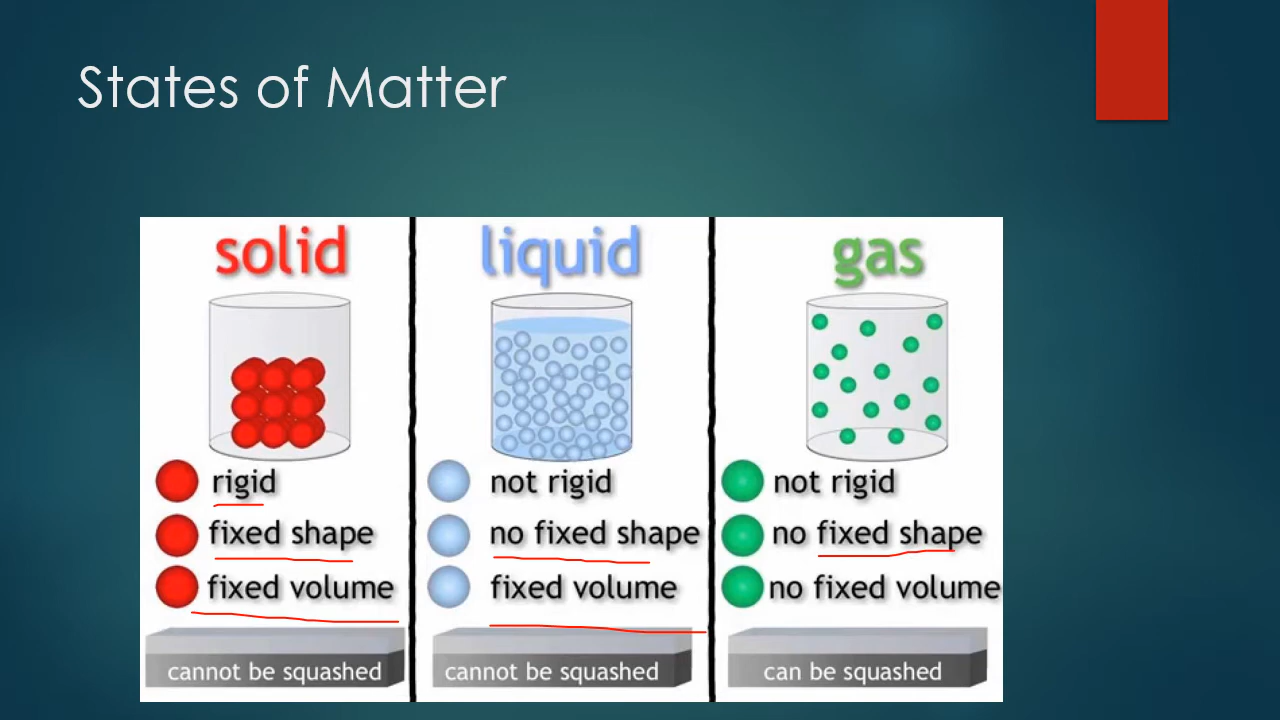 States of Matter
solid
rigid
fixed shape
fixed volume
cannot be squashed
liquid
not rigid
no fixed shape
fixed volume
cannot be squashed
gas
not rigid
no fixed shape
no fixed volume
can be squashed